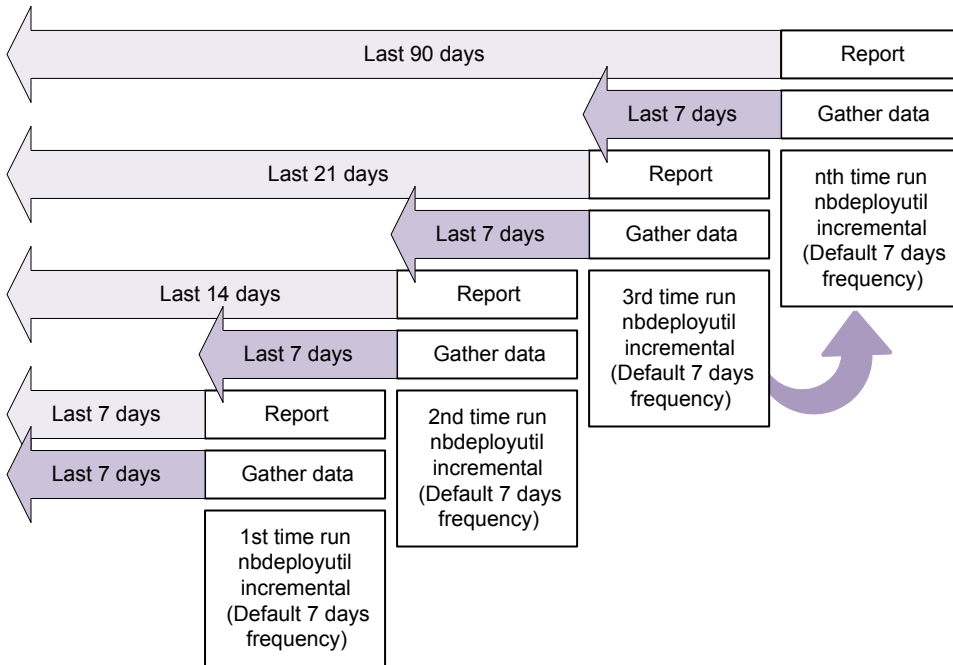 Last 90 days
Report
Last 7 days
Gather data
Last 21 days
Report
nth time run
nbdeployutil
incremental
(Default 7 days
frequency)
Last 7 days
Gather data
Last 14 days
Report
3rd time run
nbdeployutil
incremental
(Default 7 days
frequency)
Last 7 days
Gather data
Last 7 days
Report
2nd time run
nbdeployutil
incremental
(Default 7 days
frequency)
Last 7 days
Gather data
1st time run
nbdeployutil
incremental
(Default 7 days
frequency)